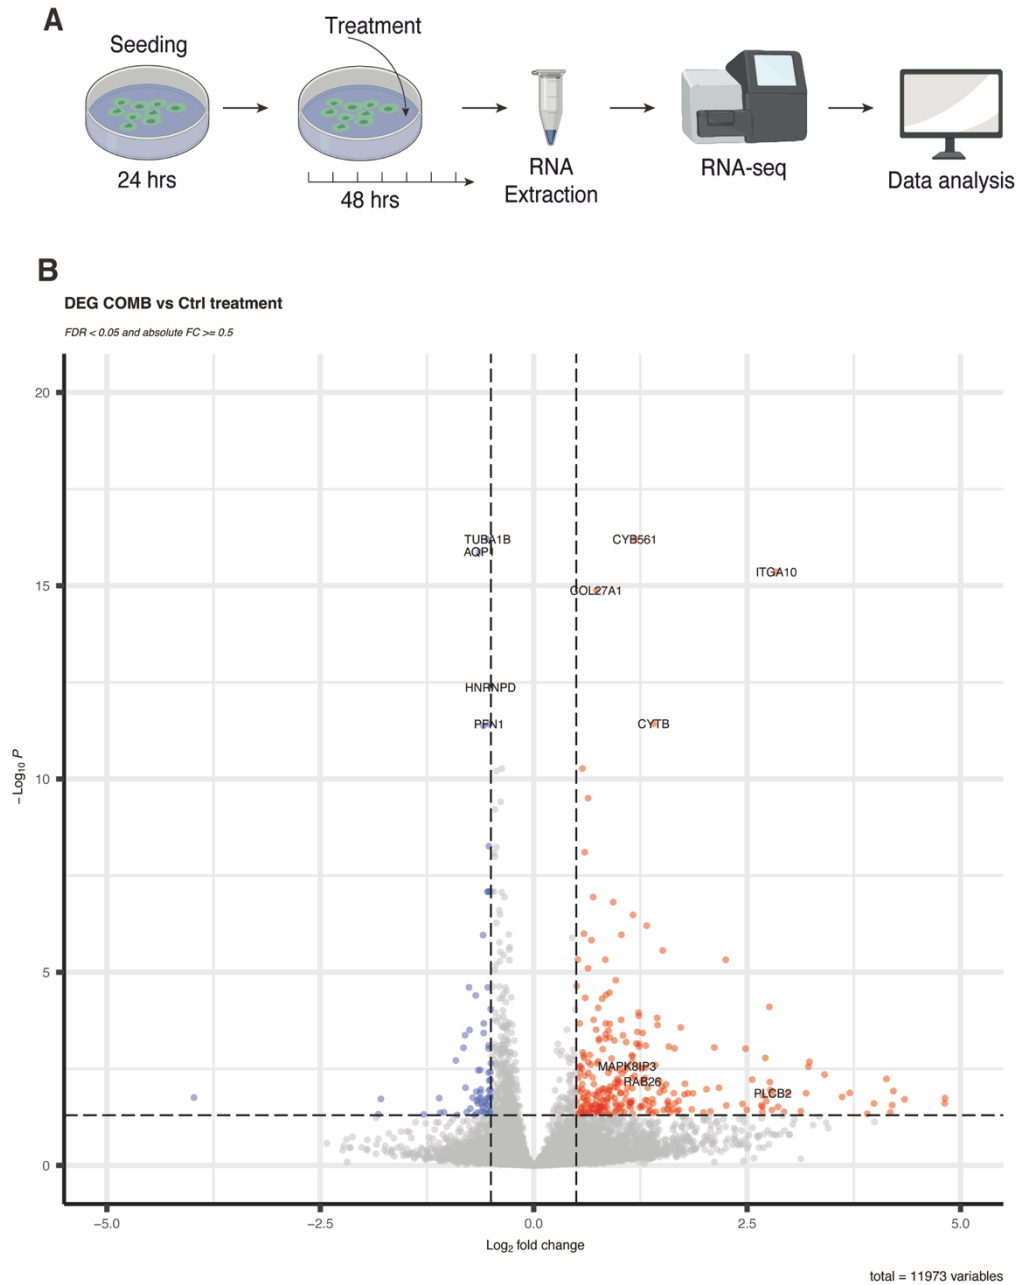 A
Seeding
Treatment
24 hrs
48 hrs
RNA
Extraction
RNA-seq
Data analysis
B
DEG COMB vs Ctrl treatment
FDR < 0.05 and absolute FC >= 0.5
20
15
10
5
0
−Log10 P
TUBA1B
AQP1
CYB561
ITGA10
COL27A1
HNRNPD
PFN1
CYTB
MAPK8IP3
RAB26
PLCB2
−5.0
−2.5
0.0
2.5
5.0
Log2 fold change
total = 11973 variables